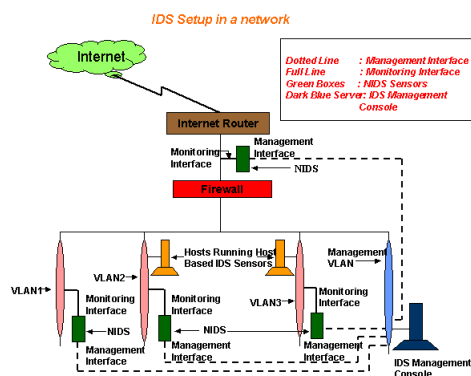 IDS Setup in a network
Internet
Dotted Line : Management Interface
Full Line : Monitoring Interface
Green Boxes : NIDS Sensors
Dark Blue Server: IDS Management
Console
Internet Router
Monitoring
Interface
Management
Interface
NIDS
Firewall
Hosts Running Host
Based IDS Sensors
Management
VLAN
VLAN1
VLAN2
VLAN3
Monitoring
Interface
Monitoring
Interface
Monitoring
Interface
NIDS
NIDS
Management
Interface
Management
Interface
Management
Interface
IDS Management
Console